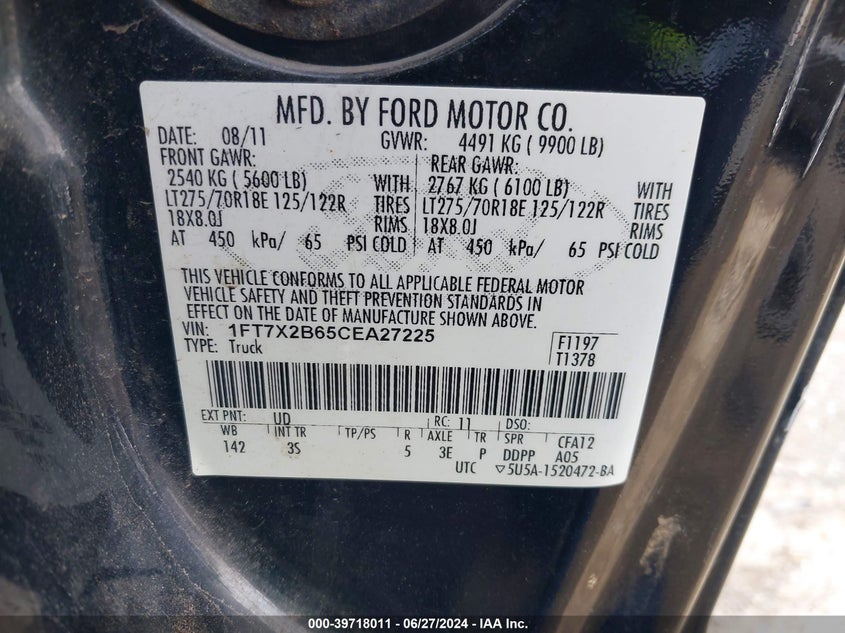 MFD. BY FORD MOTOR CO.
DATE: 08/11 GVWR: 4491 KG ( 9900 LB)
FRONT GAWR: REAR GAWR:
2540 KG ( 5600 LB) WITH 2767 KG ( 6100 LB) WITH
LT275/70R18E 125/122R TIRES LT275/70R18E 125/122R TIRES
18X8.0J RIMS 18X8.0J RIMS
AT 450 kPa/ 65 PSI COLD AT 450 kPa/ 65 PSI COLD
THIS VEHICLE CONFORMS TO ALL APPLICABLE FEDERAL MOTOR
VEHICLE SAFETY AND THEFT PREVENTION STANDARDS IN
EFFECT ON THE DATE OF MANUFACTURE SHOWN ABOVE.
VIN: 1FT7X2B65CEA27225 F1197
TYPE: Truck T1378
EXT PNT: UD RC: 11 DSO:
WB INT TR TP/PS R AXLE TR SPR CFA12
142 3S 5 3E P DDPP A05
UTC ▽5U5A-1520472-BA
000-39718011 / 06/27/2024 - IAA Inc.